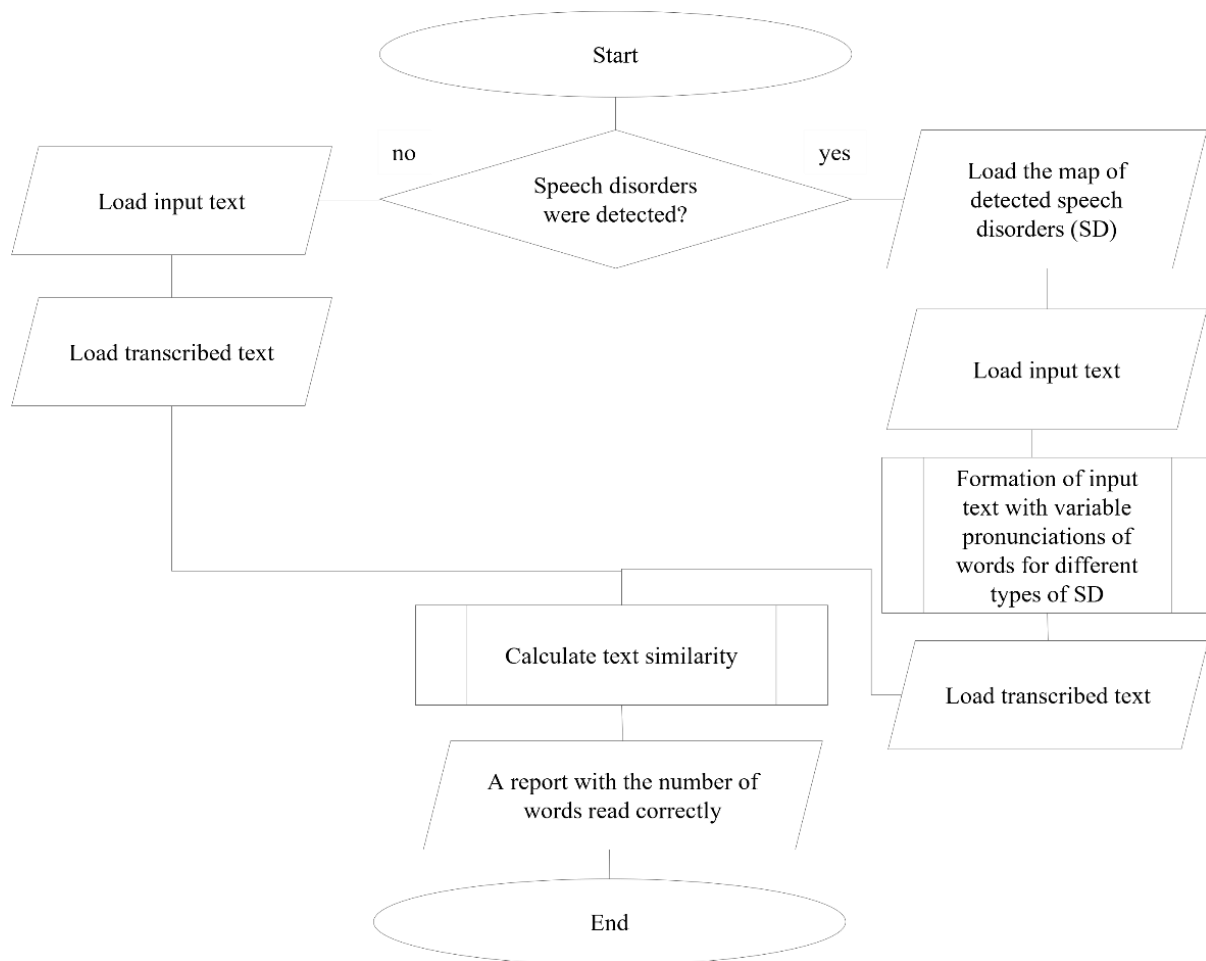 Start
no
yes
Speech disorders
were detected?
Load input text
Load transcribed text
Load the map of
detected speech
disorders (SD)
Load input text
Formation of input
text with variable
pronunciations of
words for different
types of SD
Load transcribed text
Calculate text similarity
A report with the number of
words read correctly
End